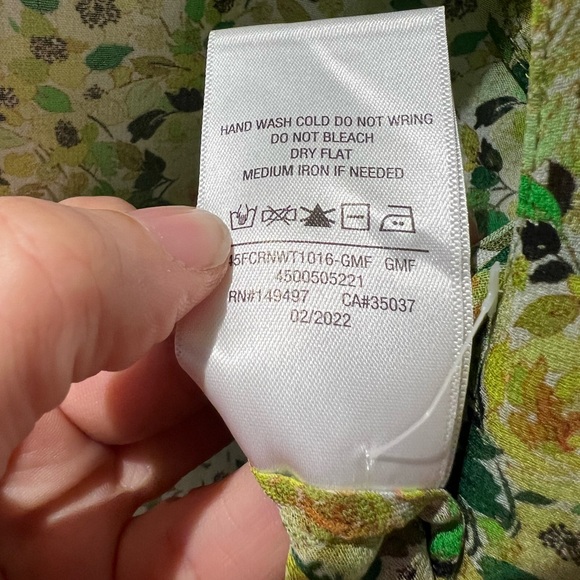 HAND WASH COLD DO NOT WRING
DO NOT BLEACH
DRY FLAT
MEDIUM IRON IF NEEDED
45FCRNWT1016-GMF GMF
4500505221
RN#149497 CA#35037
02/2022